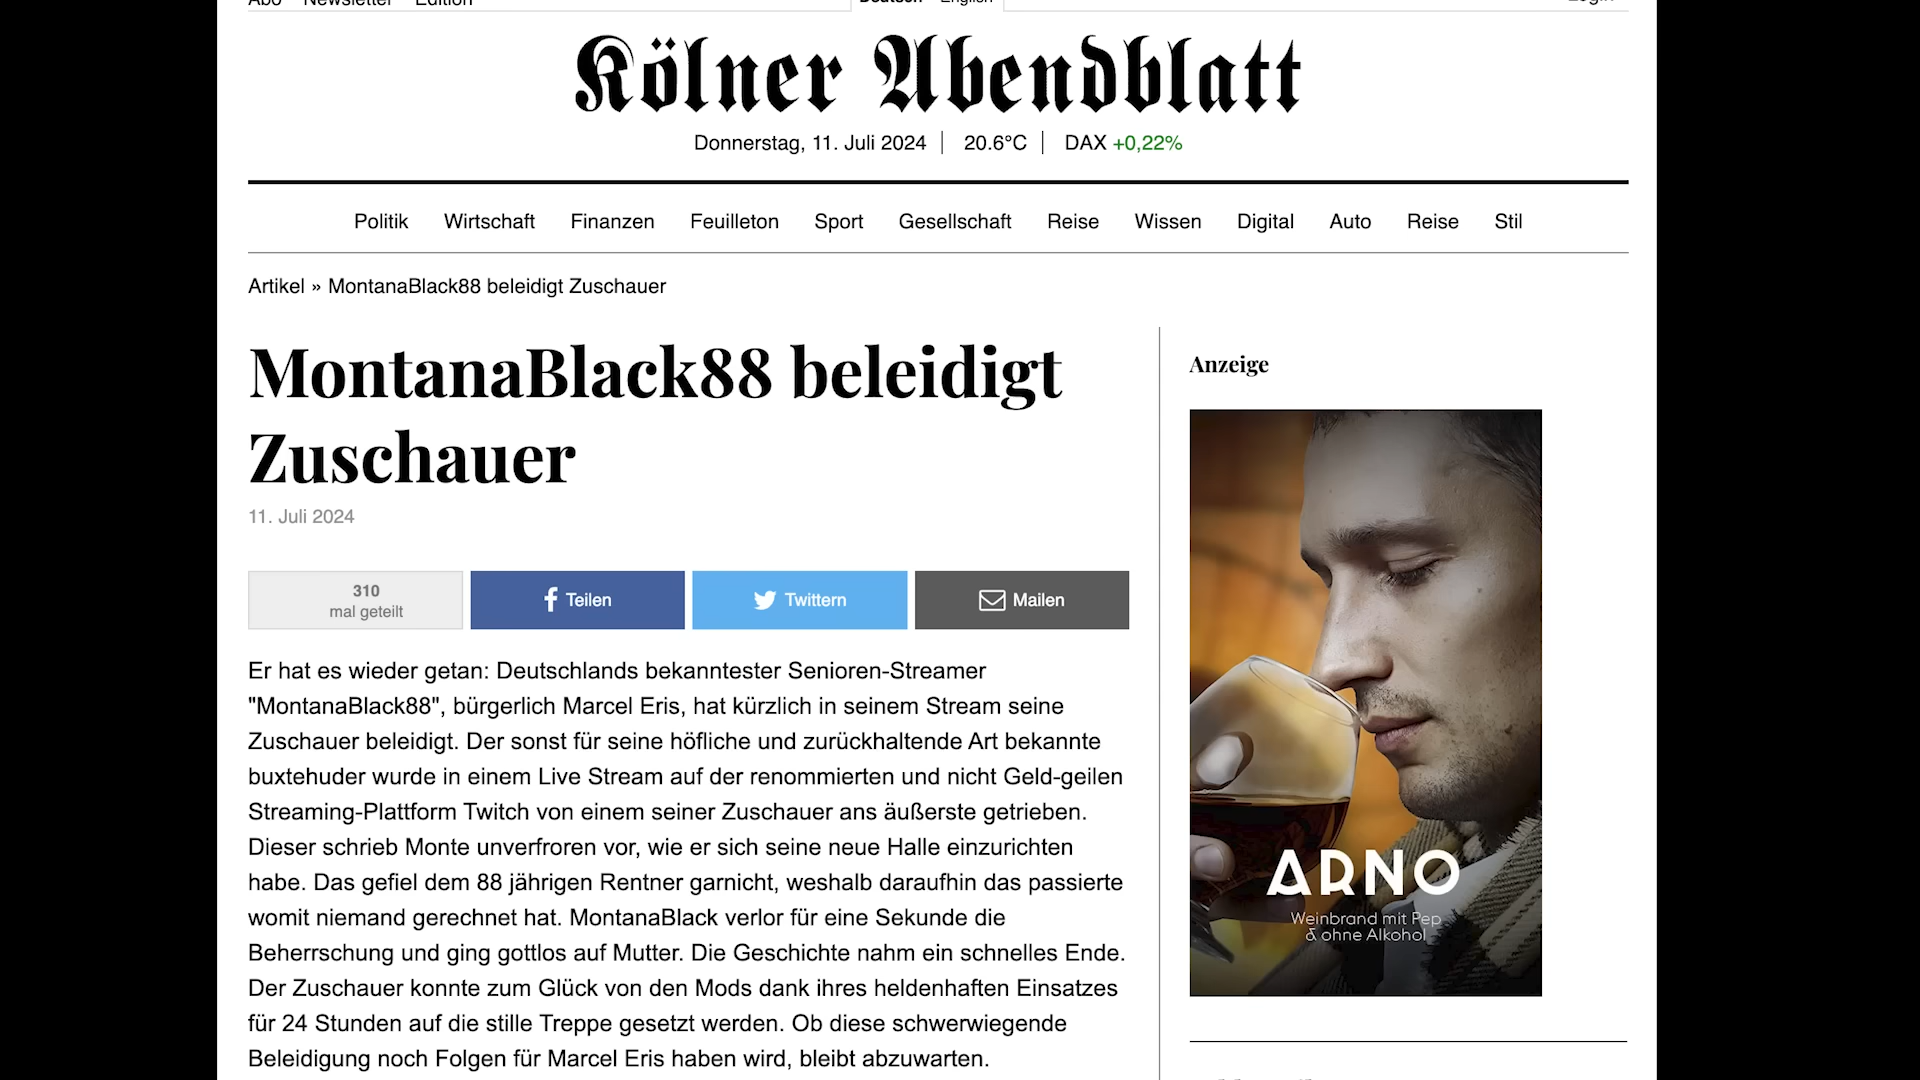 Abo Newsletter Edition Deutsch English Login
Kölner Abendblatt
Donnerstag, 11. Juli 2024 | 20.6°C | DAX +0,22%
Politik Wirtschaft Finanzen Feuilleton Sport Gesellschaft Reise Wissen Digital Auto Reise Stil
Artikel » MontanaBlack88 beleidigt Zuschauer
MontanaBlack88 beleidigt
Zuschauer
11. Juli 2024
310
mal geteilt
Teilen
Twittern
Mailen
Er hat es wieder getan: Deutschlands bekanntester Senioren-Streamer
"MontanaBlack88", bürgerlich Marcel Eris, hat kürzlich in seinem Stream seine
Zuschauer beleidigt. Der sonst für seine höfliche und zurückhaltende Art bekannte
buxtehuder wurde in einem Live Stream auf der renommierten und nicht Geld-geilen
Streaming-Plattform Twitch von einem seiner Zuschauer ans äußerste getrieben.
Dieser schrieb Monte unverfroren vor, wie er sich seine neue Halle einzurichten
habe. Das gefiel dem 88 jährigen Rentner garnicht, weshalb daraufhin das passierte
womit niemand gerechnet hat. MontanaBlack verlor für eine Sekunde die
Beherrschung und ging gottlos auf Mutter. Die Geschichte nahm ein schnelles Ende.
Der Zuschauer konnte zum Glück von den Mods dank ihres heldenhaften Einsatzes
für 24 Stunden auf die stille Treppe gesetzt werden. Ob diese schwerwiegende
Beleidigung noch Folgen für Marcel Eris haben wird, bleibt abzuwarten.
Anzeige
ARNO
Weinbrand mit Pep
& ohne Alkohol